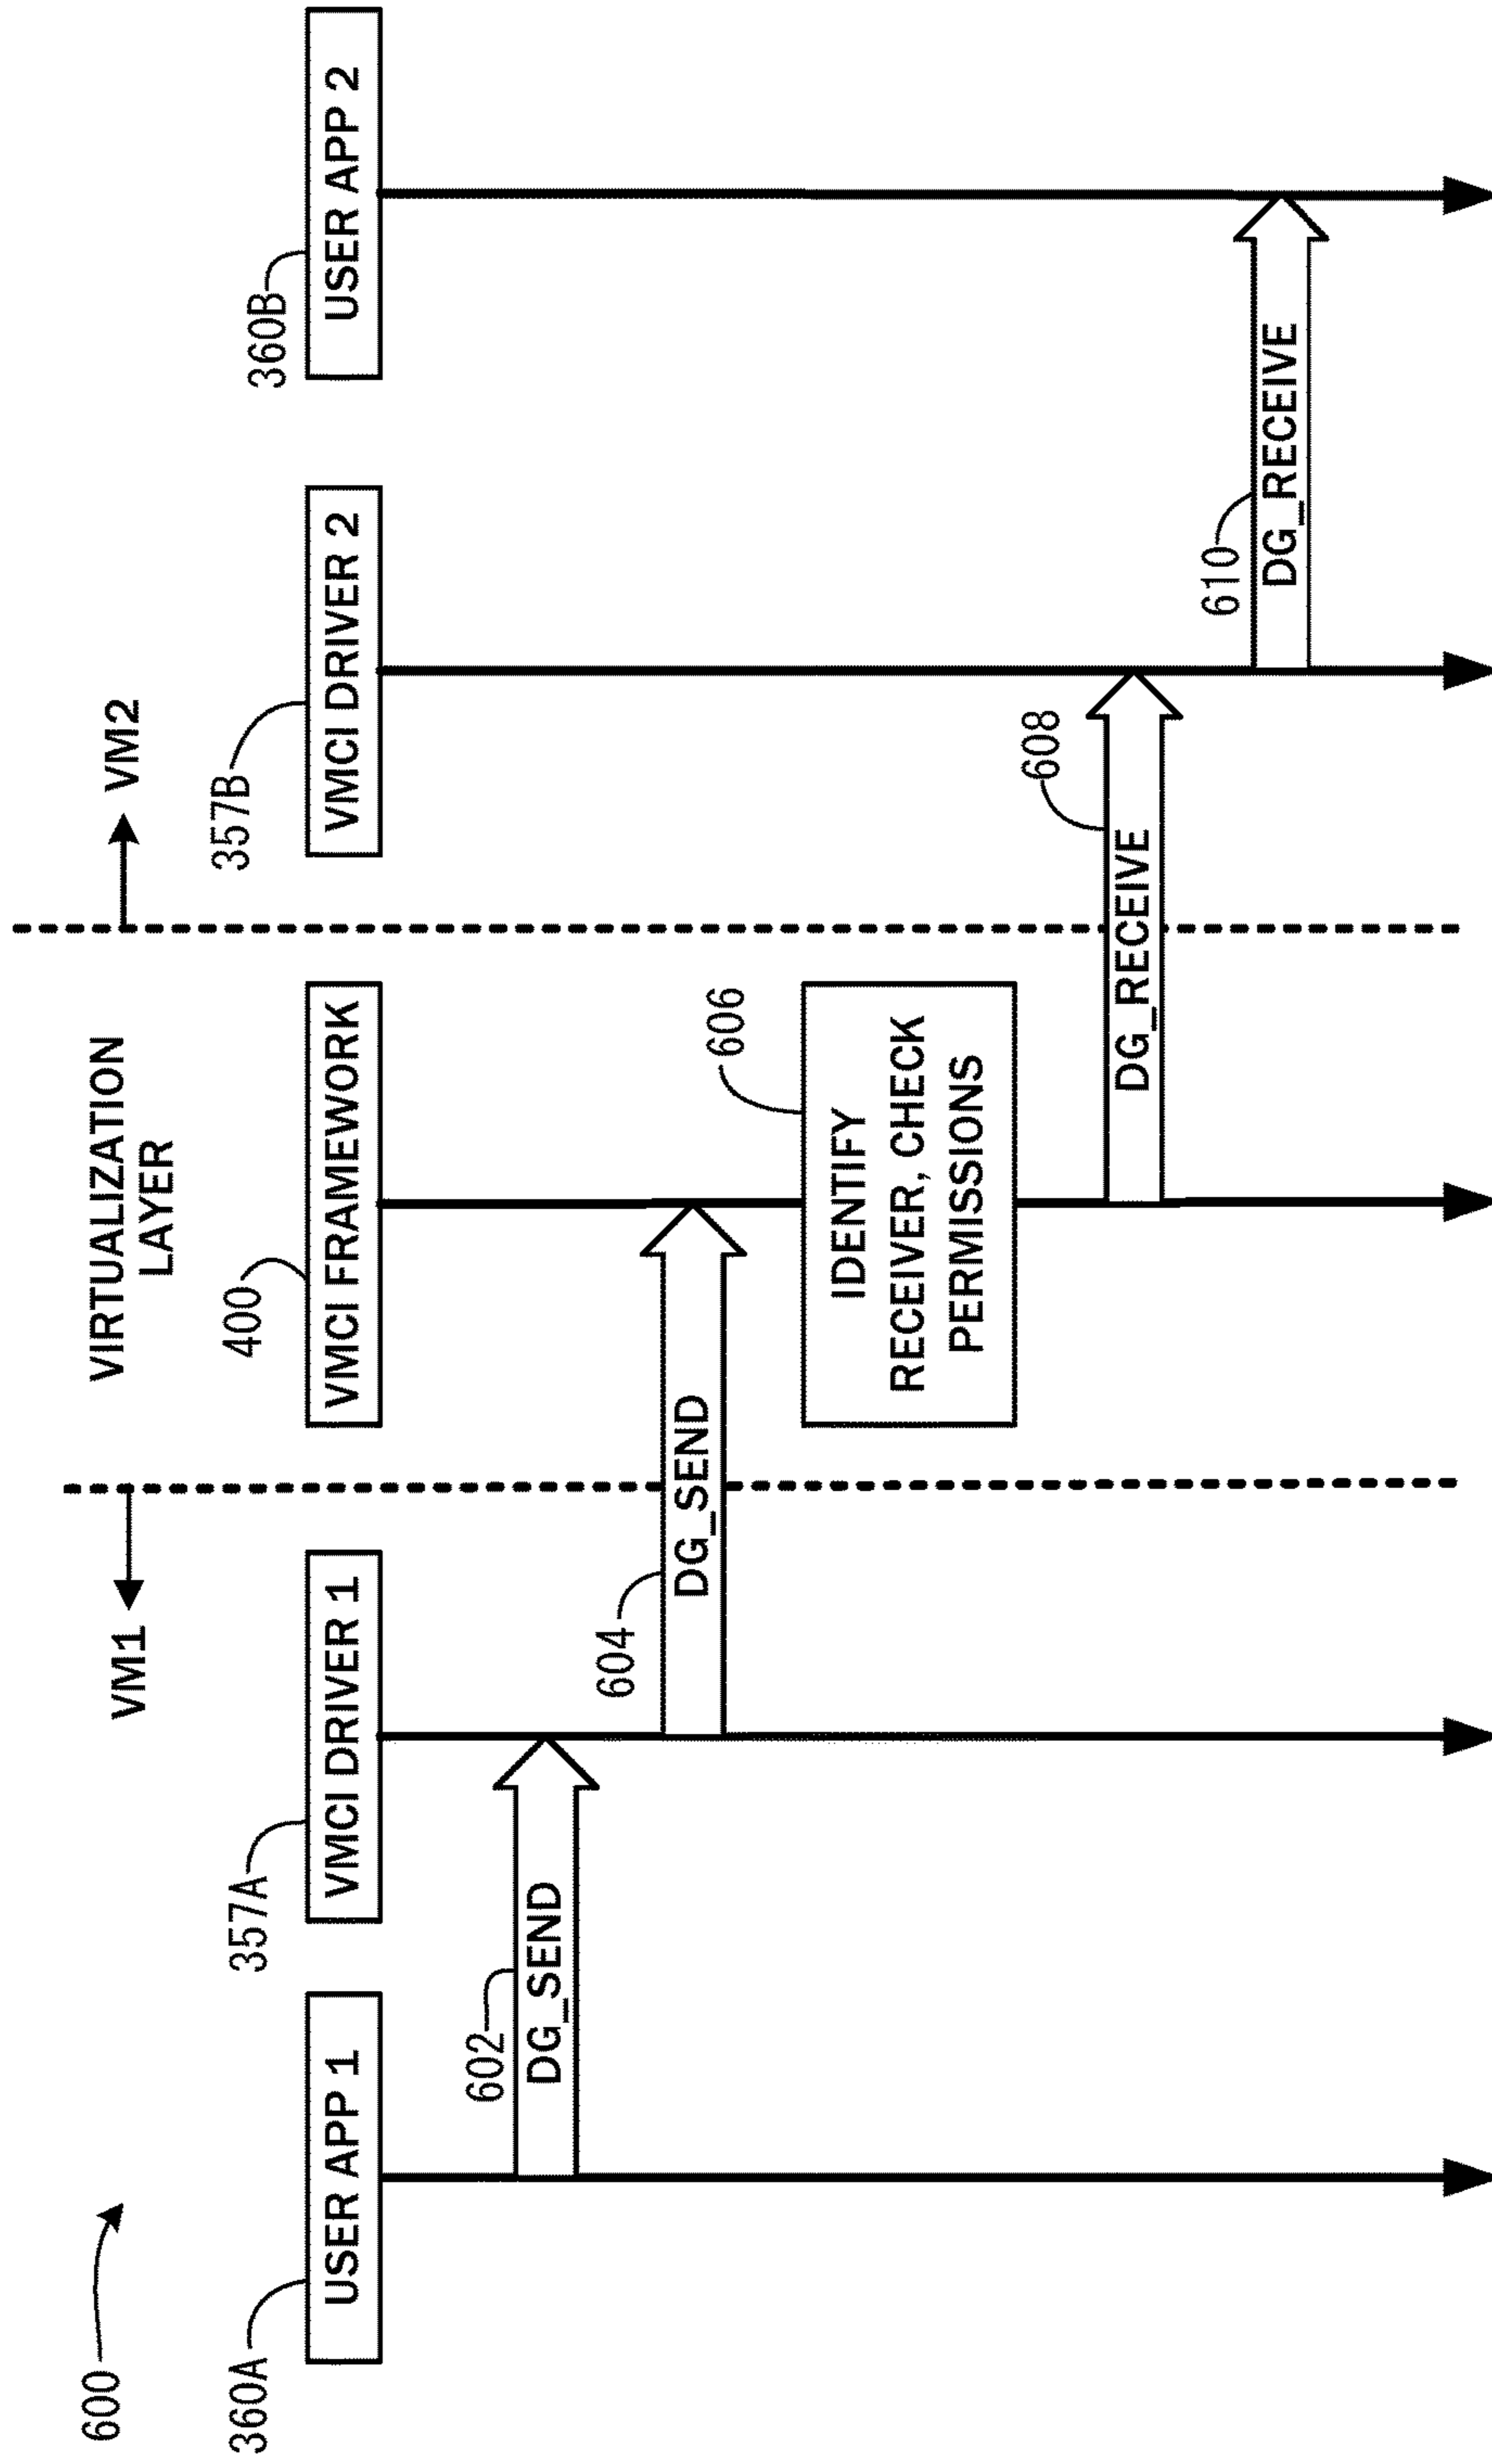 600
VM1
VIRTUALIZATION
LAYER
VM2
360A
357A
400
357B
360B
USER APP 1
VMCI DRIVER 1
VMCI FRAMEWORK
VMCI DRIVER 2
USER APP 2
602
DG_SEND
604
DG_SEND
606
IDENTIFY
RECEIVER, CHECK
PERMISSIONS
608
DG_RECEIVE
610
DG_RECEIVE